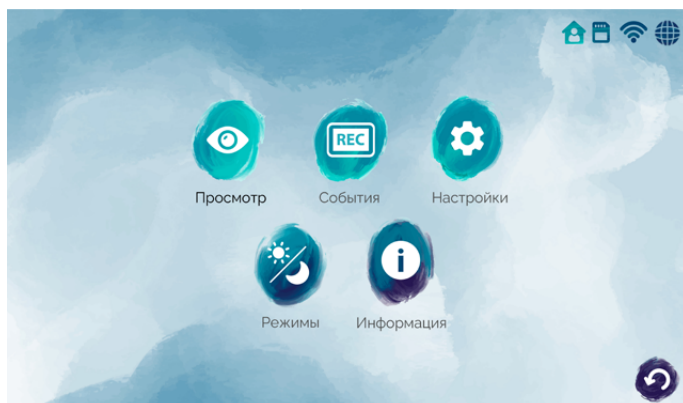 REC
Просмотр
События
Настройки
Режимы
Информация